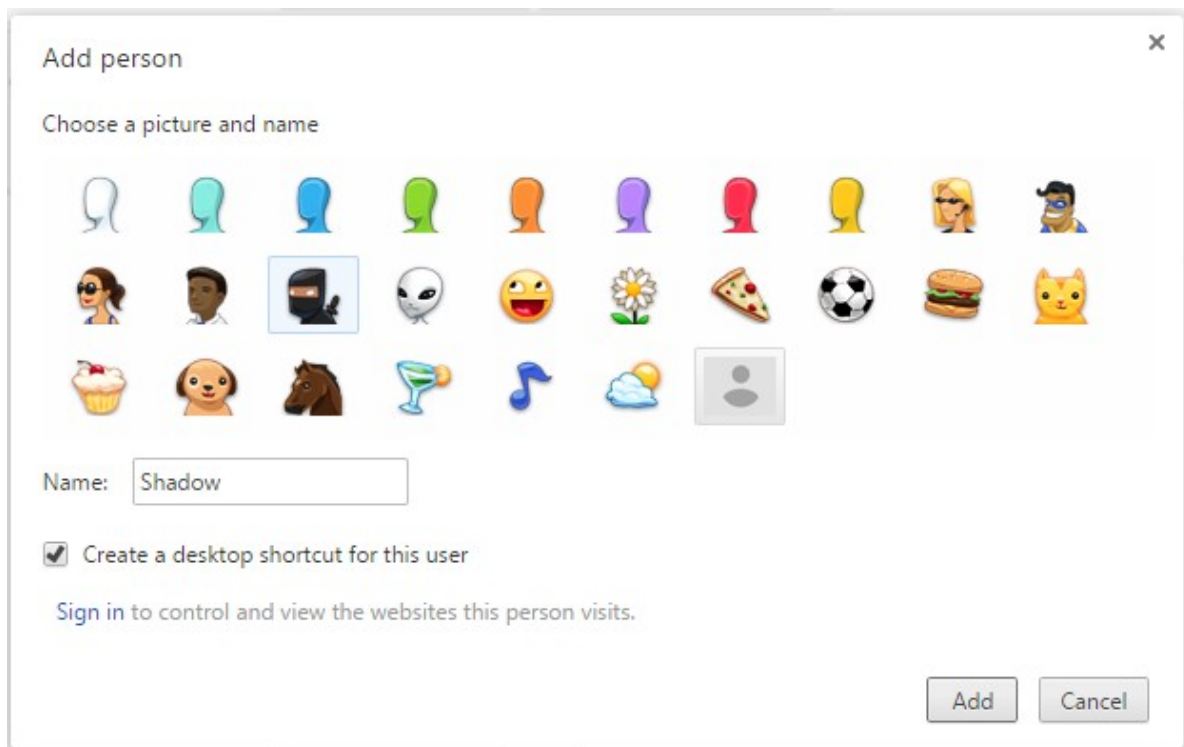 Add person
Choose a picture and name
Name: Shadow
Create a desktop shortcut for this user
Sign in to control and view the websites this person visits.
Add Cancel